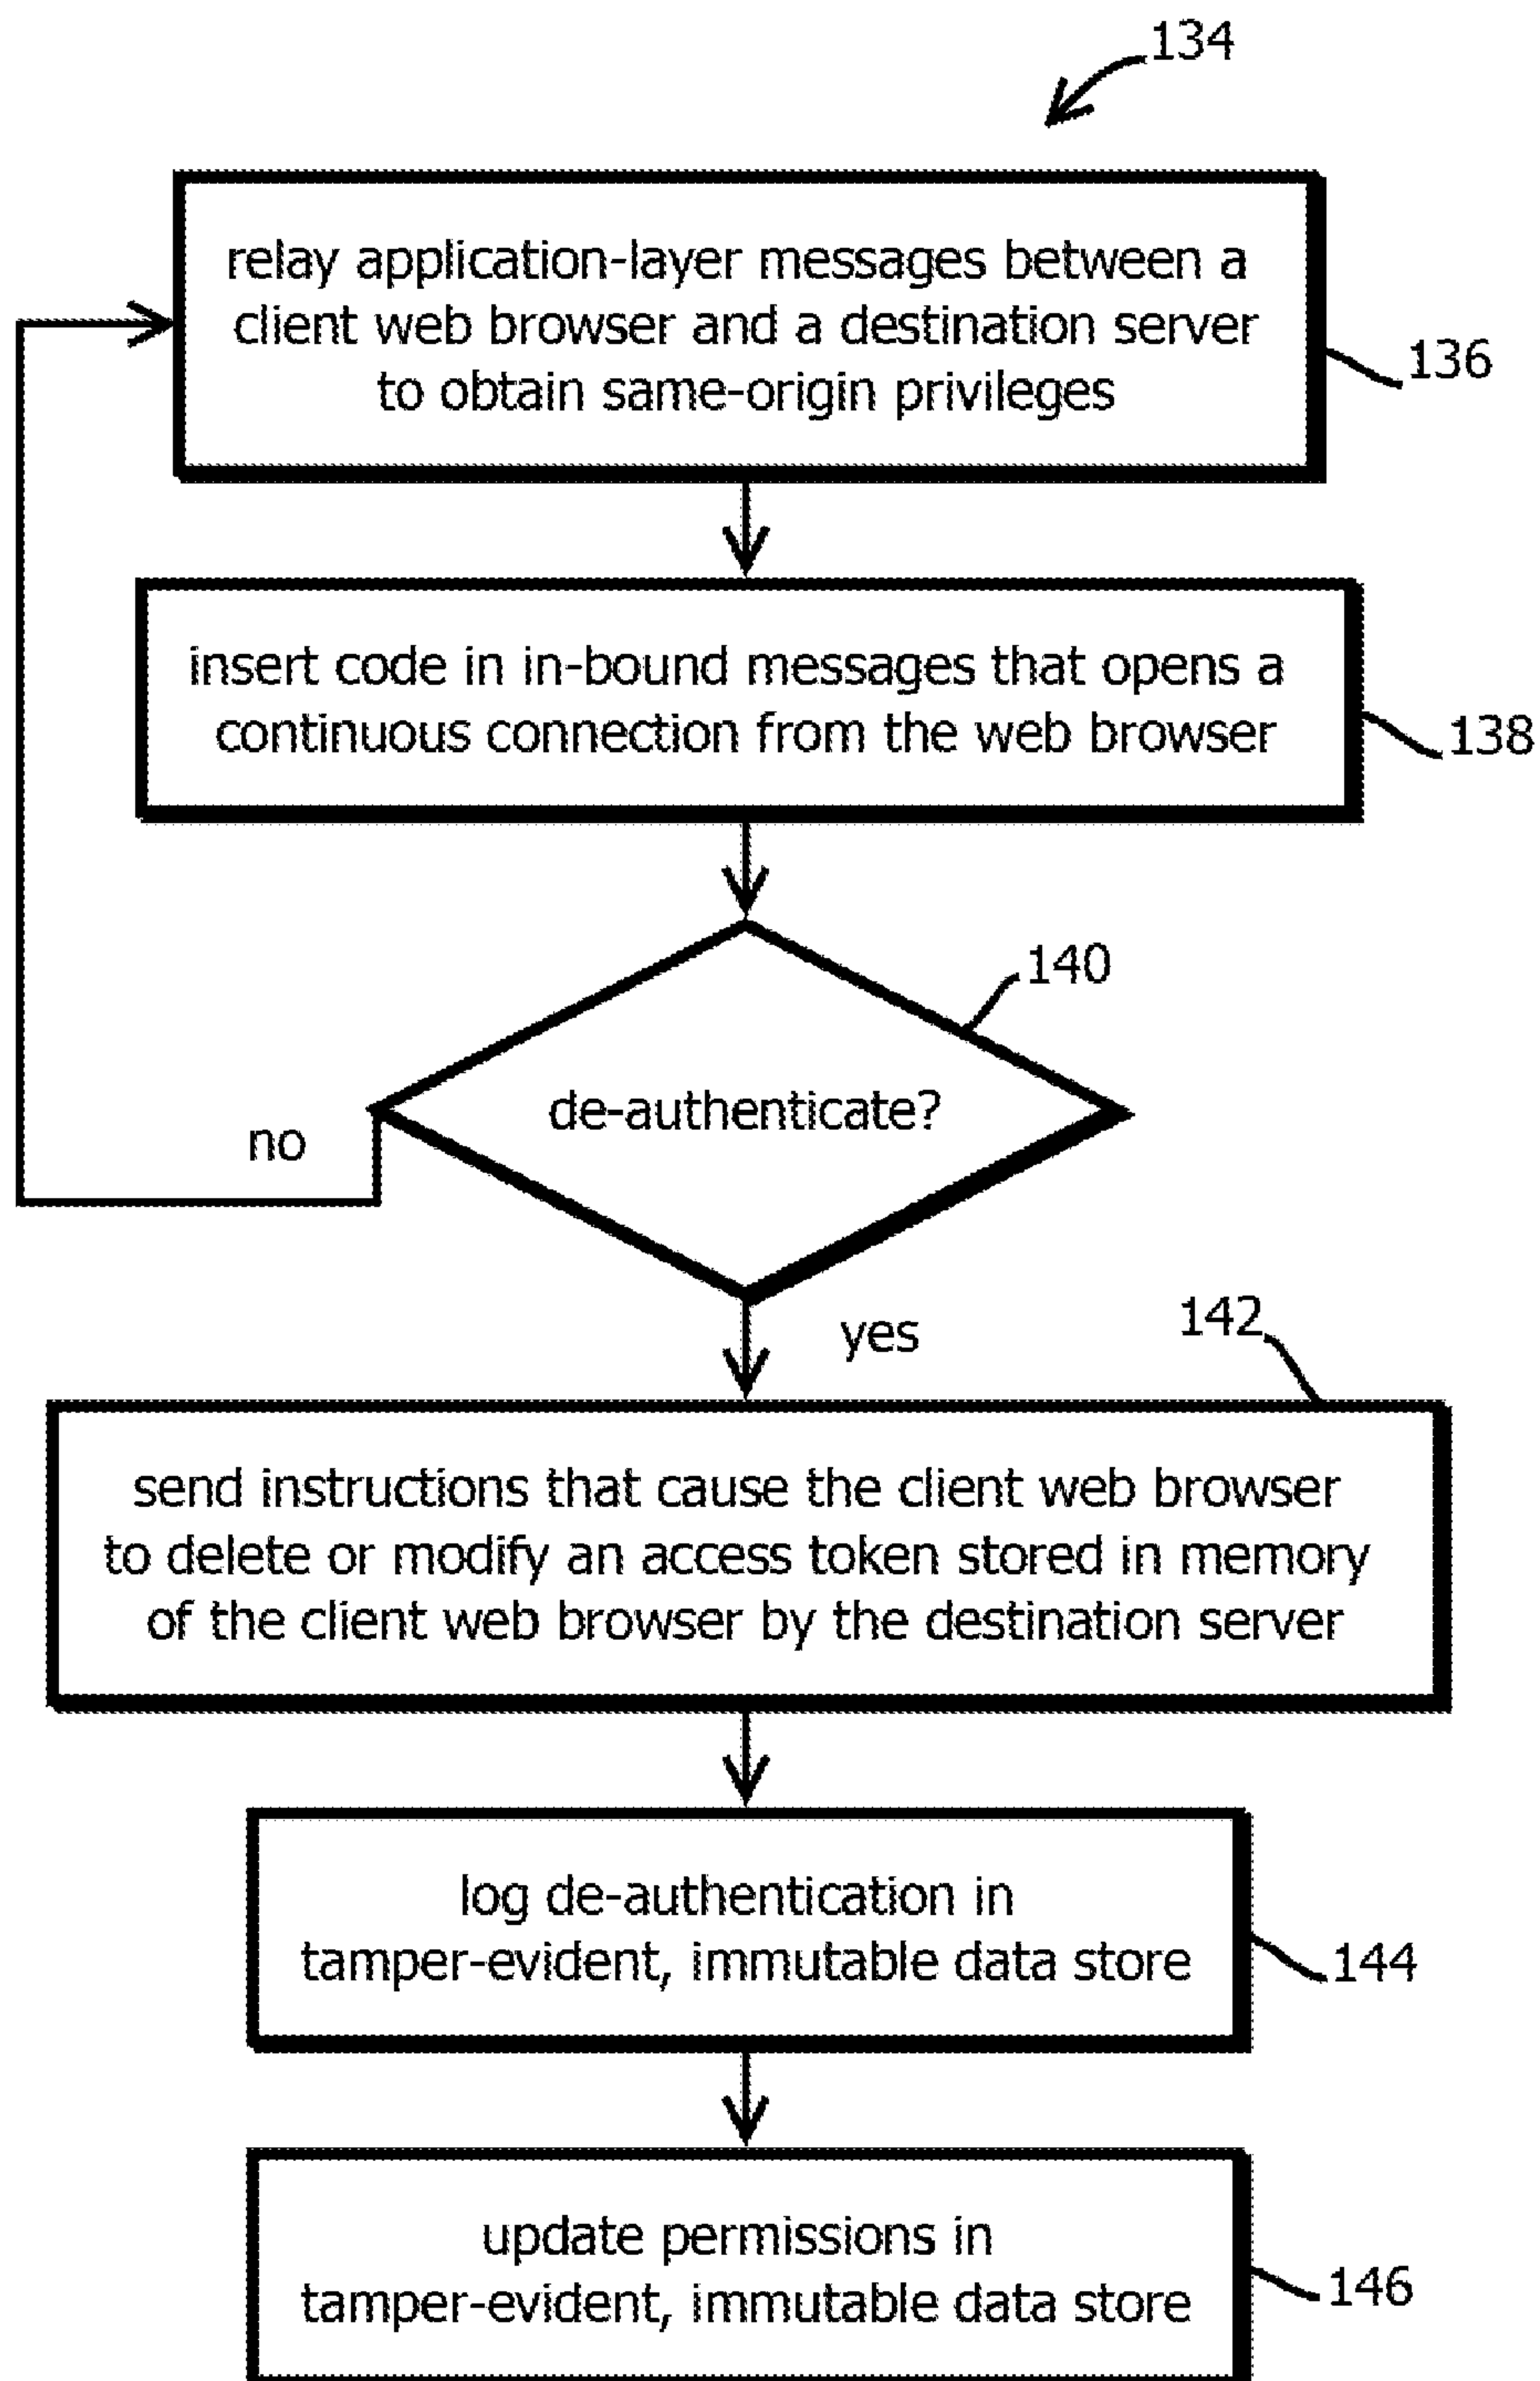 134
relay application-layer messages between a
client web browser and a destination server
to obtain same-origin privileges
136
insert code in in-bound messages that opens a
continuous connection from the web browser
138
140
de-authenticate?
no
yes
142
send instructions that cause the client web browser
to delete or modify an access token stored in memory
of the client web browser by the destination server
log de-authentication in
tamper-evident, immutable data store
144
update permissions in
tamper-evident, immutable data store
146